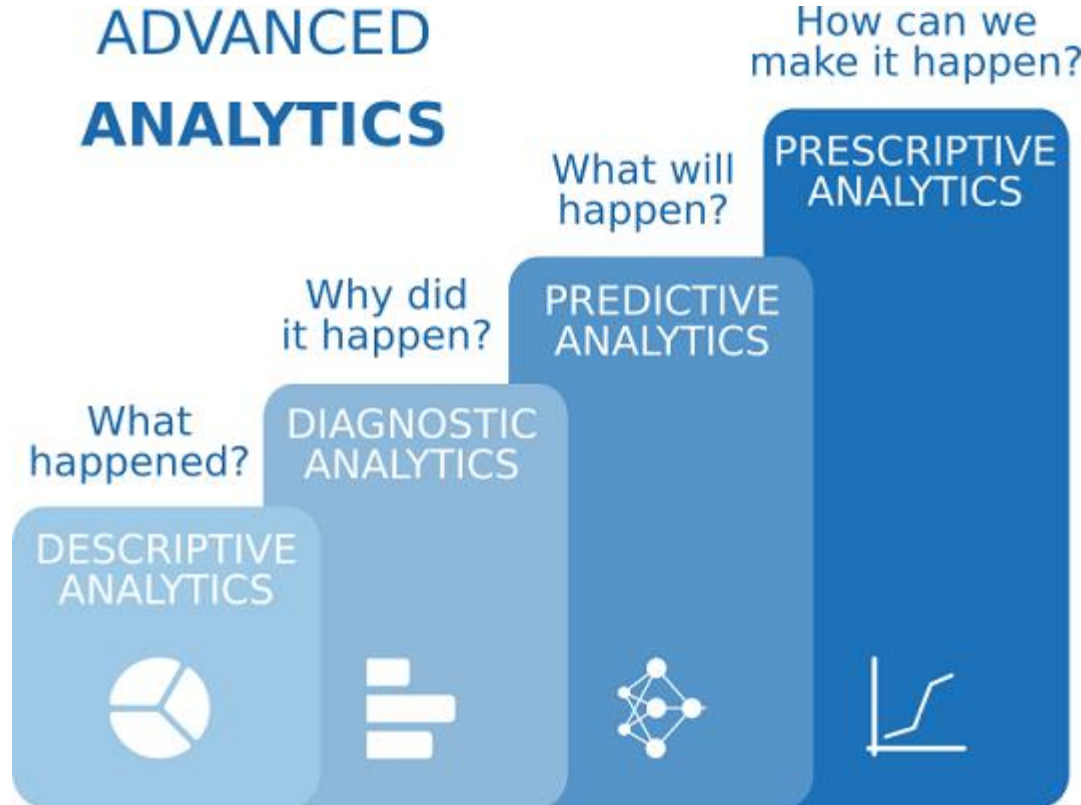 ADVANCED
ANALYTICS
What
happened?
DESCRIPTIVE
ANALYTICS
Why did
it happen?
DIAGNOSTIC
ANALYTICS
What will
happen?
PREDICTIVE
ANALYTICS
How can we
make it happen?
PRESCRIPTIVE
ANALYTICS